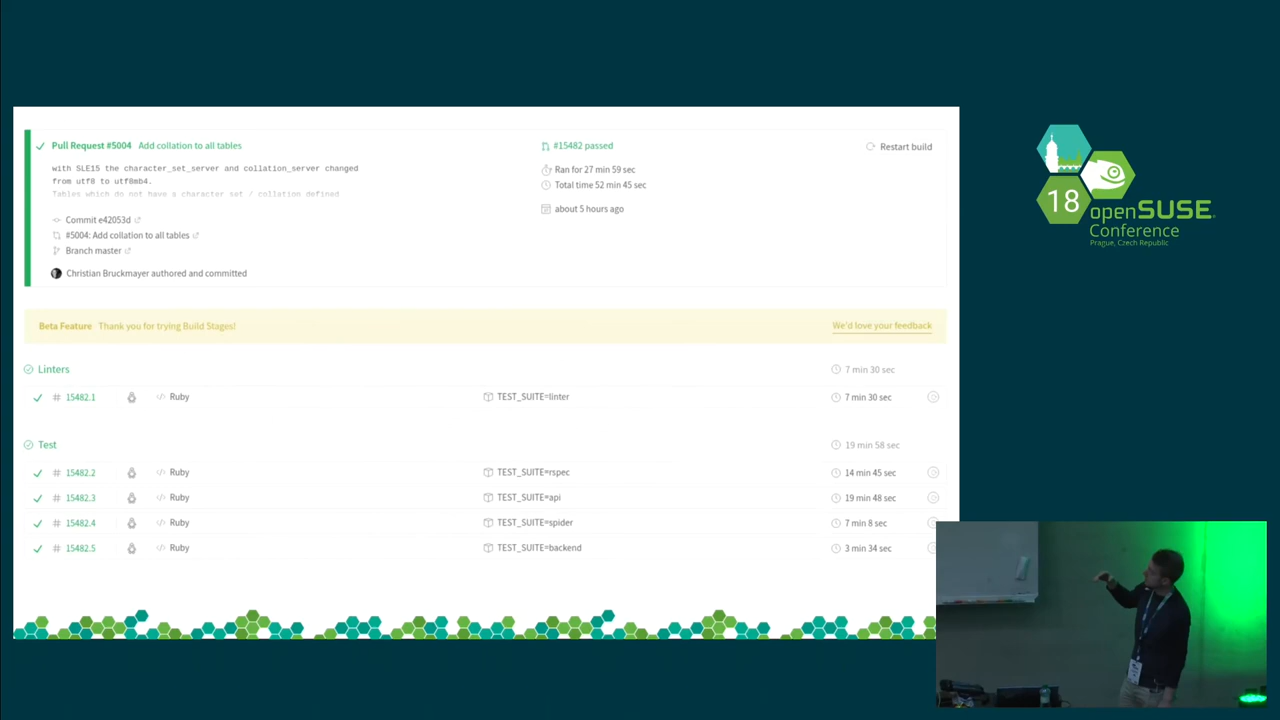 Pull Request #5004 Add collation to all tables
with SLE15 the character_set_server and collation_server changed
from utf8 to utf8mb4.
Tables which do not have a character set / collation defined
Commit e42053d
#5004: Add collation to all tables
Branch master
Christian Bruckmayer authored and committed
#15482 passed
Ran for 27 min 59 sec
Total time 52 min 45 sec
about 5 hours ago
Restart build
Beta Feature Thank you for trying Build Stages! We'd love your feedback
Linters 7 min 30 sec
# 15482.1 Ruby TEST_SUITE=linter 7 min 30 sec
Test 19 min 58 sec
# 15482.2 Ruby TEST_SUITE=rspec 14 min 45 sec
# 15482.3 Ruby TEST_SUITE=api 19 min 48 sec
# 15482.4 Ruby TEST_SUITE=spider 7 min 8 sec
# 15482.5 Ruby TEST_SUITE=backend 3 min 34 sec
18
openSUSE
Conference
Prague, Czech Republic